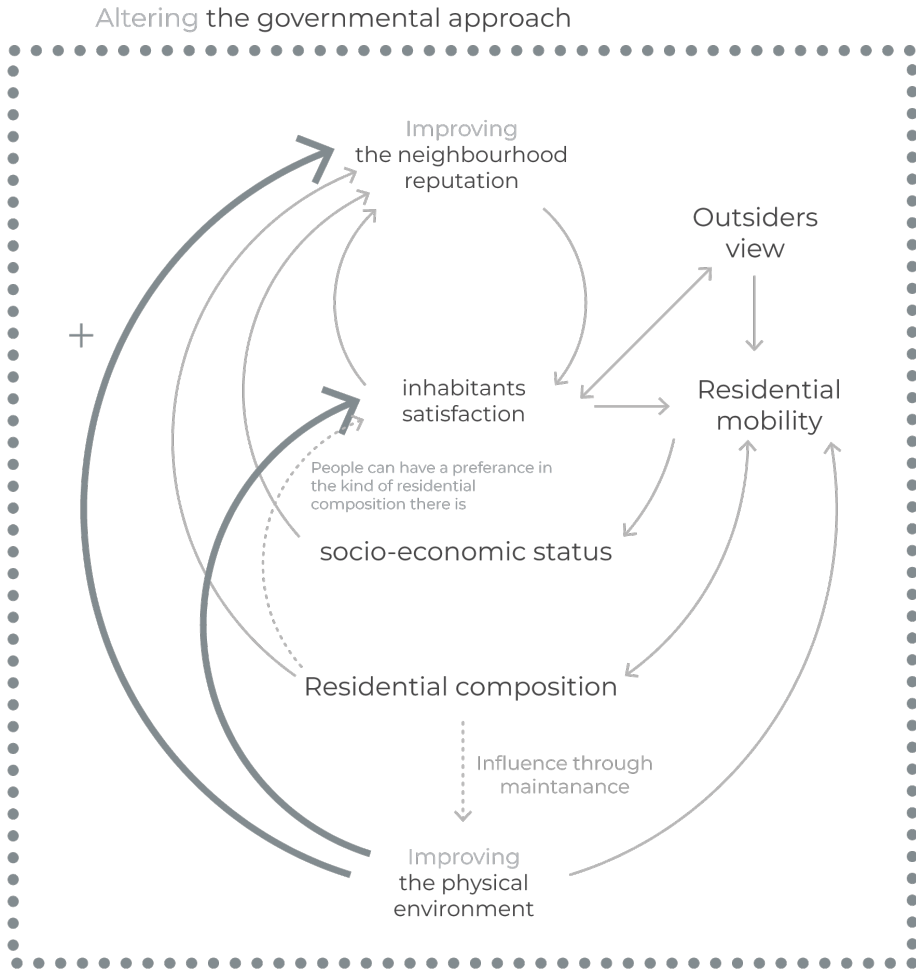 Altering the governmental approach
Improving
the neighbourhood
reputation
Outsiders
view
+
inhabitants
satisfaction
Residential
mobility
People can have a preferance in
the kind of residential
composition there is
socio-economic status
Residential composition
Influence through
maintanance
Improving
the physical
environment